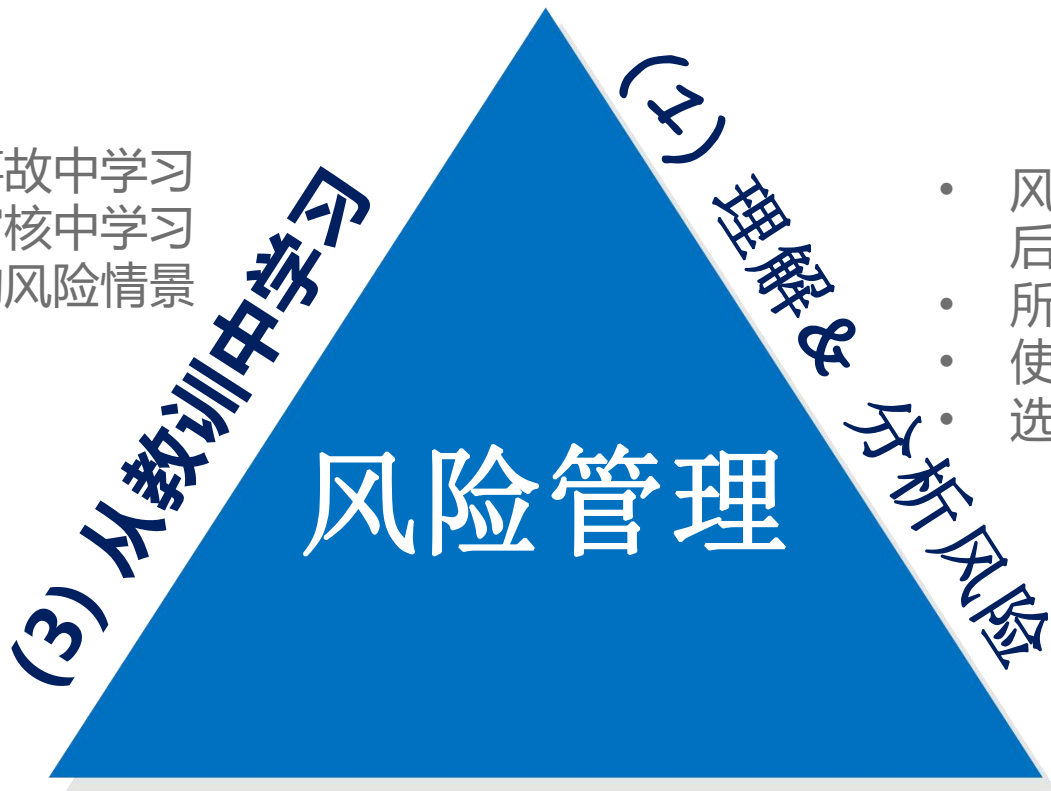 (1) 理解& 分析风险
故中学习
核中学习
风险情景
(3) 从教训中学习
• 风
后
• 所
• 使
• 选
风险管理